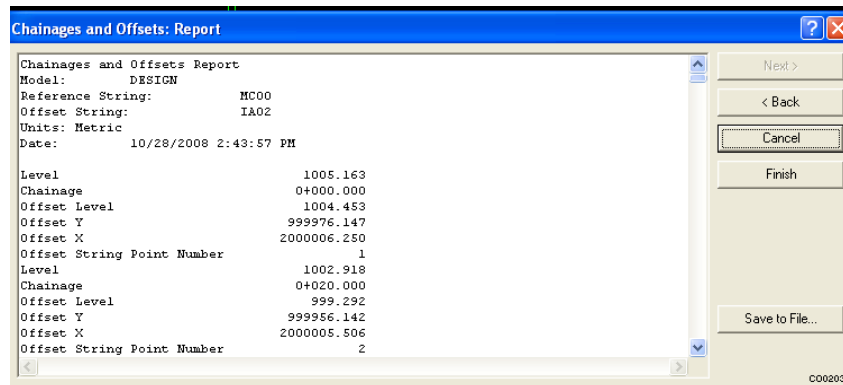 Chainages and Offsets: Report
Chainages and Offsets Report
Model: DESIGN
Reference String: MC00
Offset String: IA02
Units: Metric
Date: 10/28/2008 2:43:57 PM
Level 1005.163
Chainage 0+000.000
Offset Level 1004.453
Offset Y 999976.147
Offset X 2000006.250
Offset String Point Number 1
Level 1002.918
Chainage 0+020.000
Offset Level 999.292
Offset Y 999956.142
Offset X 2000005.506
Offset String Point Number 2
Next >
< Back
Cancel
Finish
Save to File...
CO0203